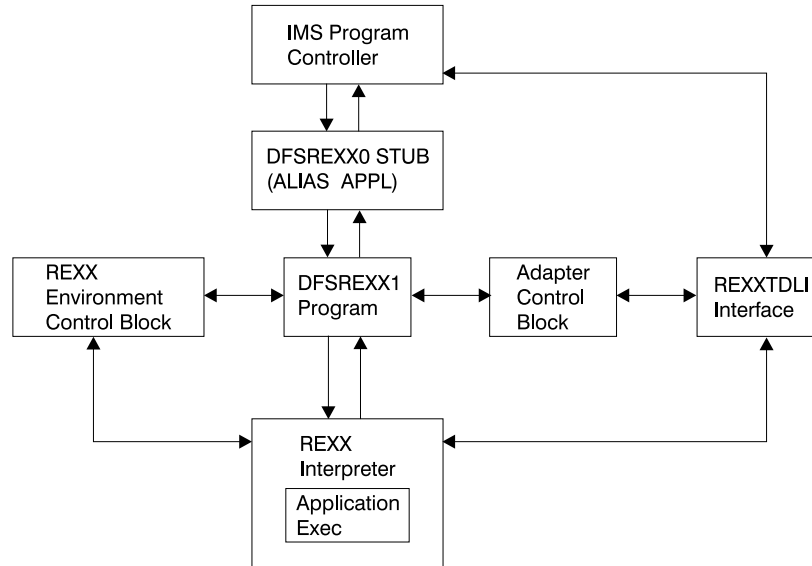 IMS Program
Controller
DFSREXX0 STUB
(ALIAS APPL)
REXX
Environment
Control Block
DFSREXX1
Program
Adapter
Control
Block
REXXTDLI
Interface
REXX
Interpreter
Application
Exec